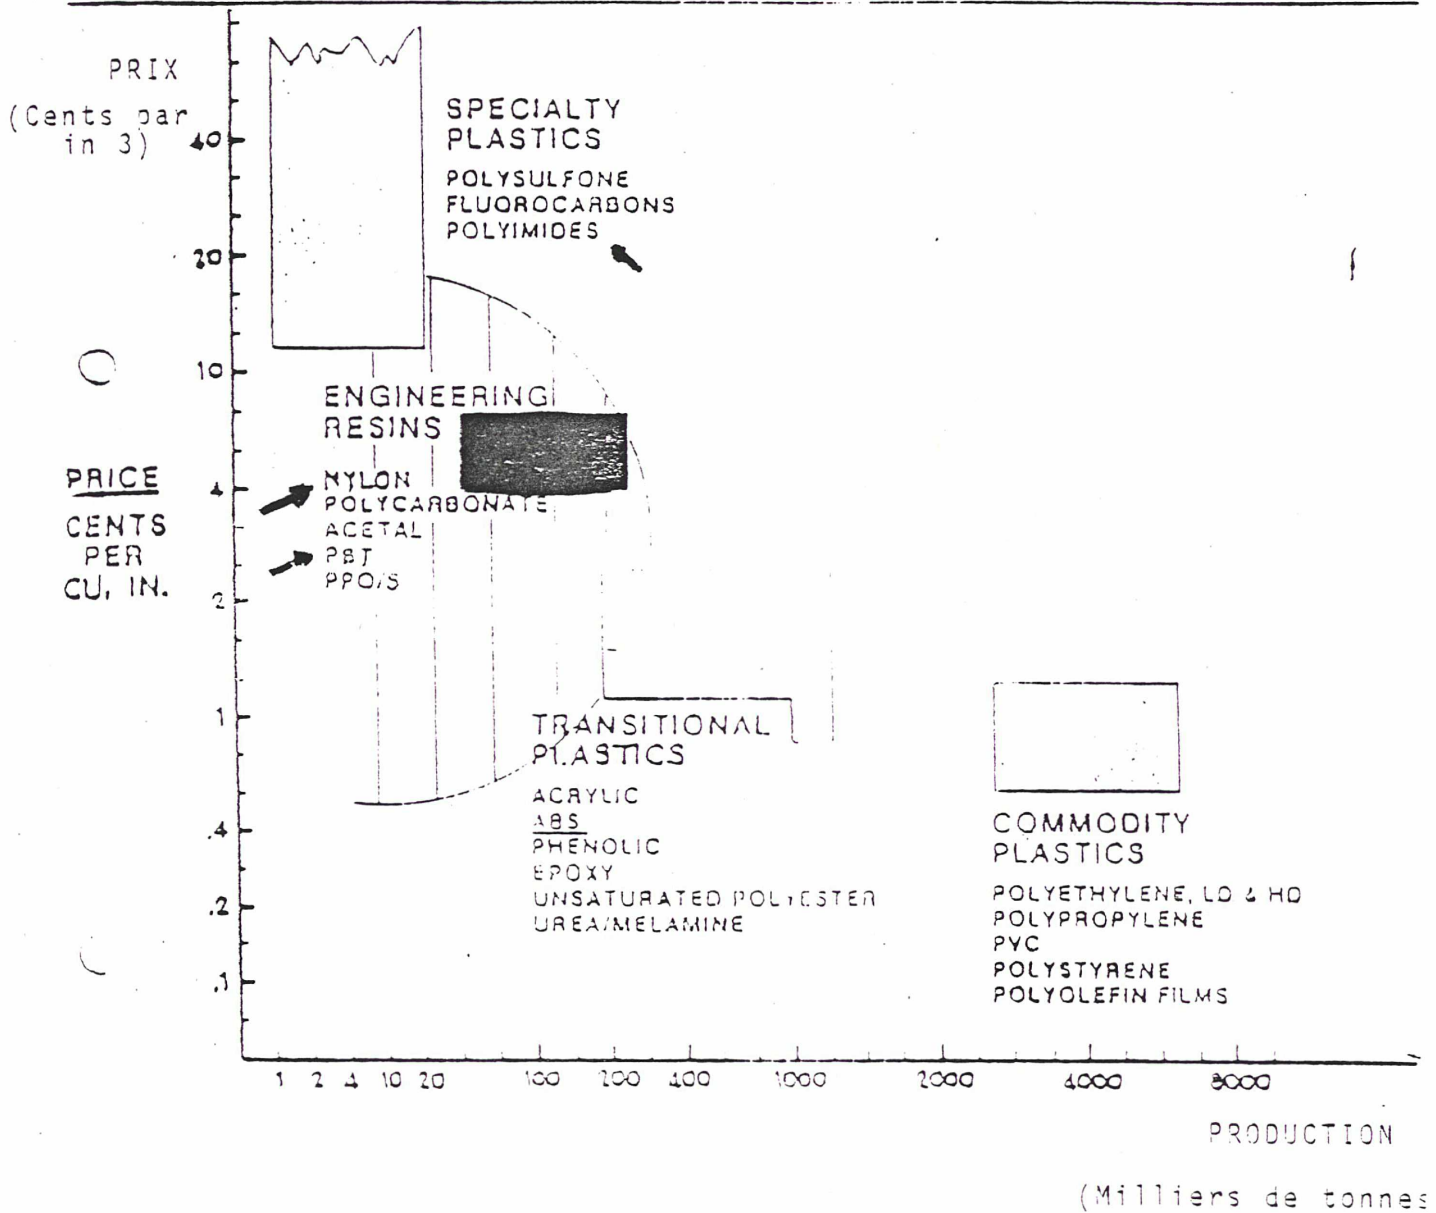 PRIX
(Cents par
in 3)
40
20
10
4
2
1
.4
.2
.1
PRICE
CENTS
PER
CU, IN.
SPECIALTY
PLASTICS
POLYSULFONE
FLUOROCARBONS
POLYIMIDES
ENGINEERING
RESINS
NYLON
POLYCARBONATE
ACETAL
PBT
PPO/S
TRANSITIONAL
PLASTICS
ACRYLIC
ABS
PHENOLIC
EPOXY
UNSATURATED POLYESTER
UREA/MELAMINE
COMMODITY
PLASTICS
POLYETHYLENE, LD & HD
POLYPROPYLENE
PVC
POLYSTYRENE
POLYOLEFIN FILMS
1 2 4 10 20 100 200 400 1000 2000 4000 8000
PRODUCTION
(Milliers de tonnes